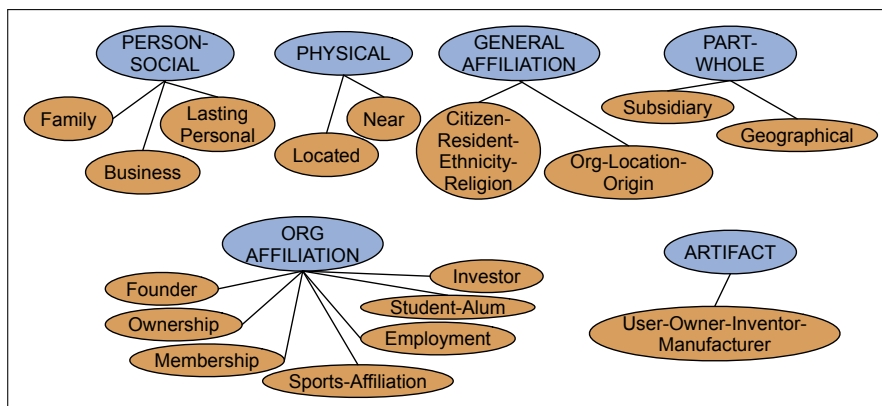 PERSON-
SOCIAL
PHYSICAL
GENERAL
AFFILIATION
PART-
WHOLE
Family
Lasting
Personal
Business
Near
Located
Citizen-
Resident-
Ethnicity-
Religion
Org-Location-
Origin
Subsidiary
Geographical
ORG
AFFILIATION
ARTIFACT
Founder
Ownership
Membership
Sports-Affiliation
Investor
Student-Alum
Employment
User-Owner-Inventor-
Manufacturer